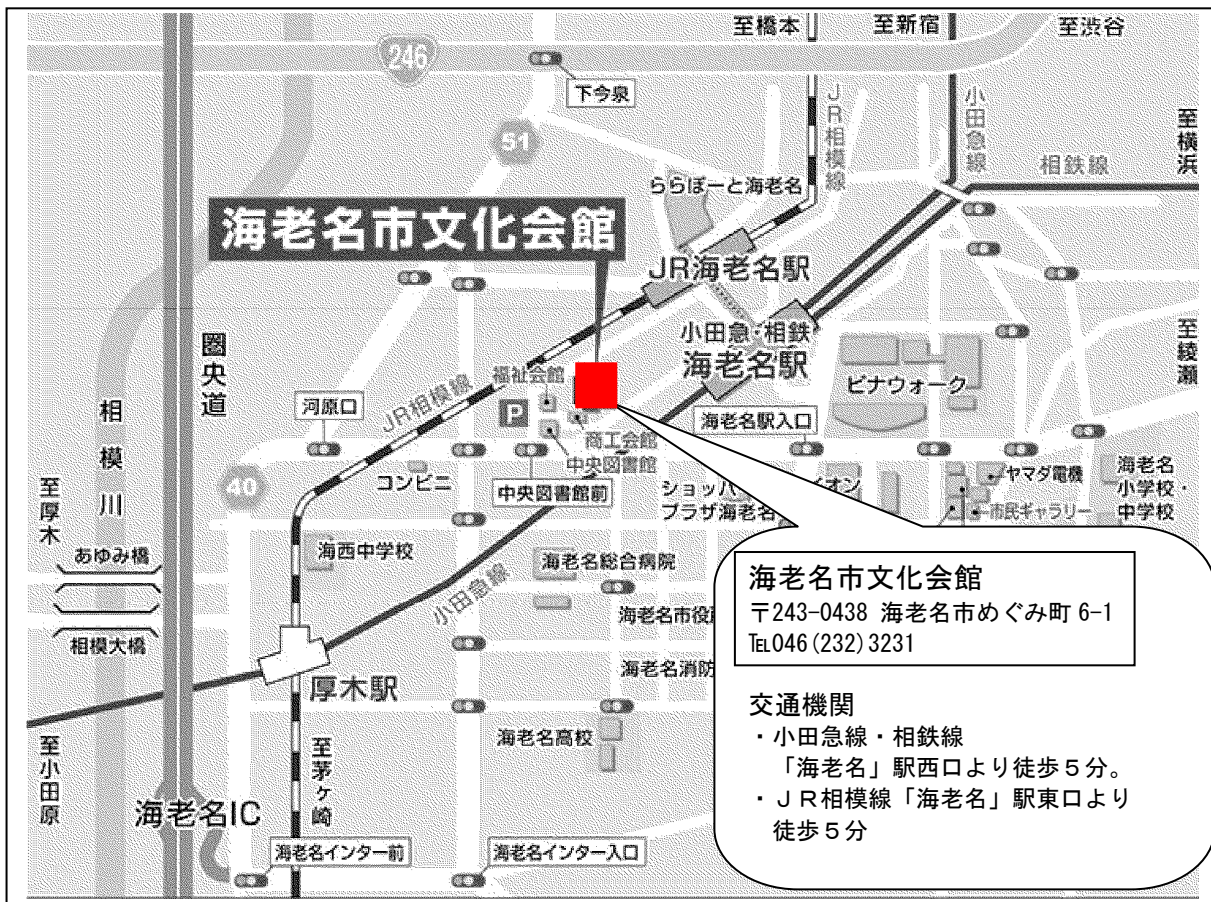 至橋本
至新宿
至渋谷
246
下今泉
JR相模線
小田急線
至横浜
51
相鉄線
ららぽーと海老名
海老名市文化会館
JR海老名駅
小田急・相鉄
海老名駅
圏央道
至綾瀬
福祉会館
ビナウォーク
相模川
河原口
JR相模線
P
海老名駅入口
商工会館
中央図書館
40
コンビニ
中央図書館前
ショッパ
プラザ海老名
イオン
ヤマダ電機
市民ギャラリー
海老名
小学校・
中学校
至厚木
あゆみ橋
海西中学校
海老名総合病院
小田急線
海老名市役
相模大橋
海老名消防
厚木駅
海老名高校
至小田原
至茅ヶ崎
海老名IC
海老名インター前
海老名インター入口
海老名市文化会館
〒243-0438 海老名市めぐみ町 6-1
℡046(232)3231
交通機関
・小田急線・相鉄線
「海老名」駅西口より徒歩５分。
・ＪＲ相模線「海老名」駅東口より
徒歩５分